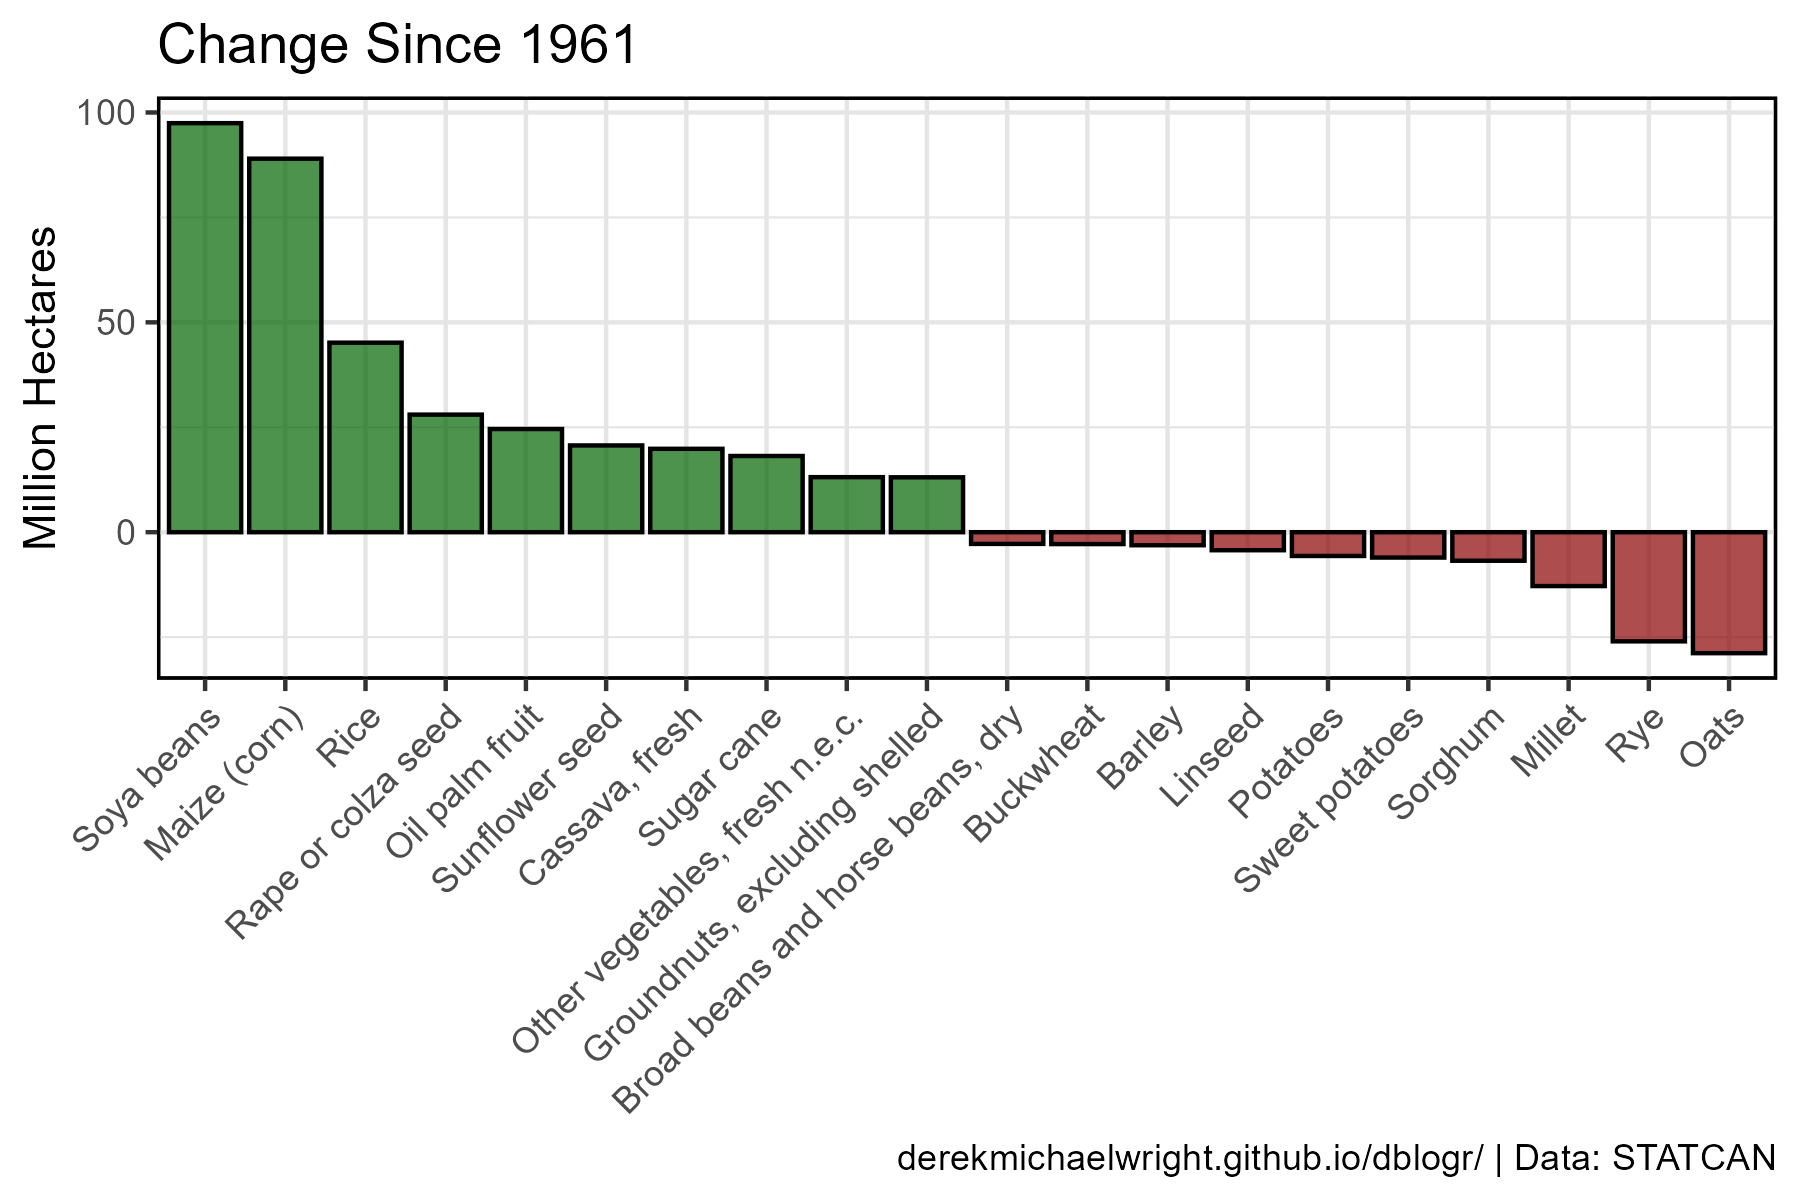 Change Since 1961
Million Hectares
100
50
0
Soya beans
Maize (corn)
Rice
Rape or colza seed
Oil palm fruit
Sunflower seed
Cassava, fresh
Sugar cane
Other vegetables, fresh n.e.c.
Groundnuts, excluding shelled
Broad beans and horse beans, dry
Buckwheat
Barley
Linseed
Potatoes
Sweet potatoes
Sorghum
Millet
Rye
Oats
derekmichaelwright.github.io/dblogr/ | Data: STATCAN